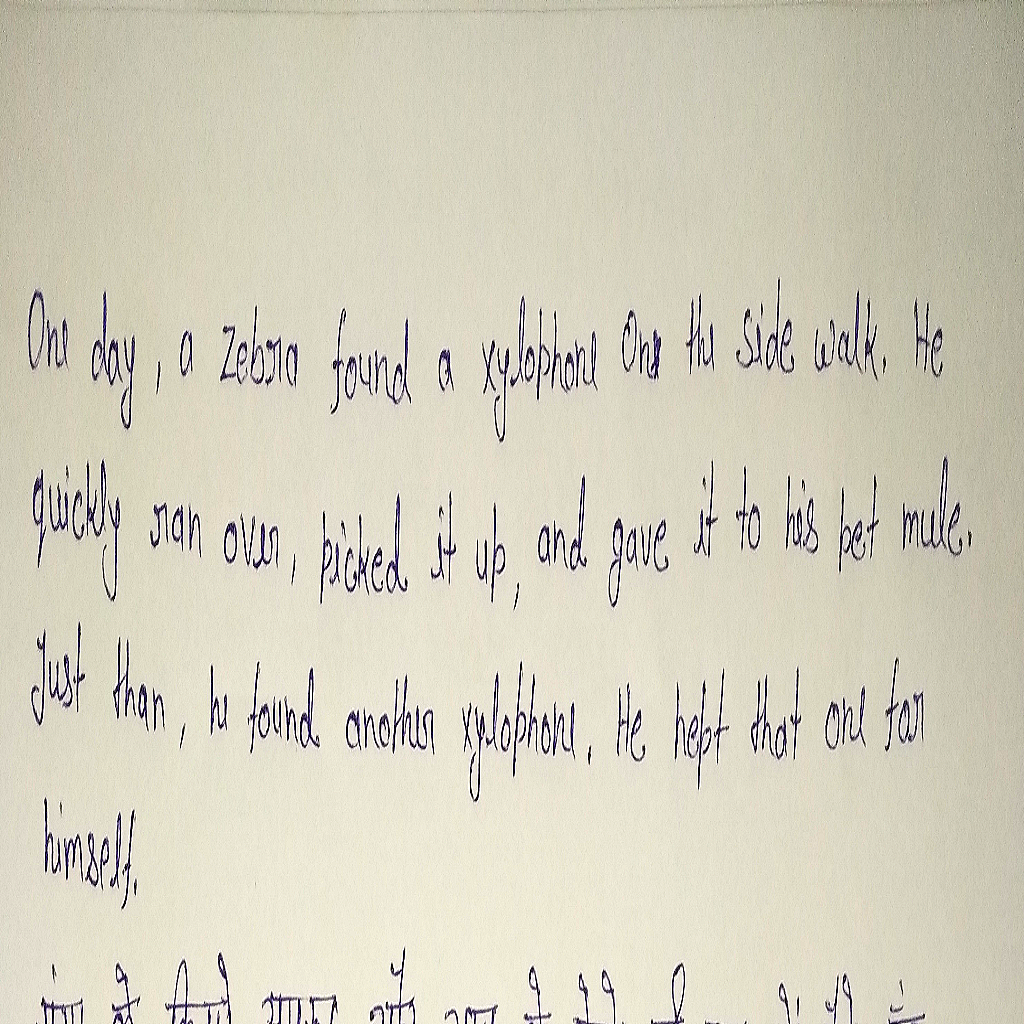 One day, a zebra found a xylophone One the side walk. He
quickly ran over, picked it up, and gave it to his pet mule.
Just than, he found another xylophone. He kept that one for
himself.